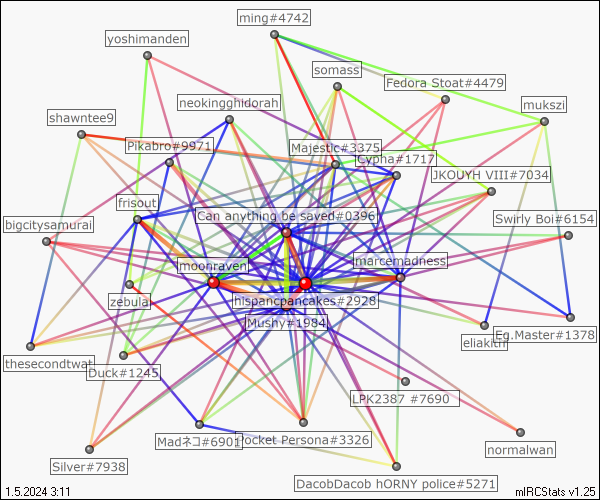 ming#4742
yoshimanden
somass
Fedora Stoat#4479
neokingghidorah
mukszi
shawntee9
Pikabro#9971
Majestic#3375
Cypha#1717
JKOUYH VIII#7034
frisout
Can anything be saved#0396
bigcitysamurai
Swirly Boi#6154
moonraven
marcemadness
zebula
hispancpancakes#2928
Mushy#1984
eliakith
Eg.Master#1378
thesecondtwat
Duck#1245
LPK2387 #7690
Madネコ#6901
Pocket Persona#3326
normalwan
Silver#7938
DacobDacob hORNY police#5271
1.5.2024 3:11
mIRCStats v1.25